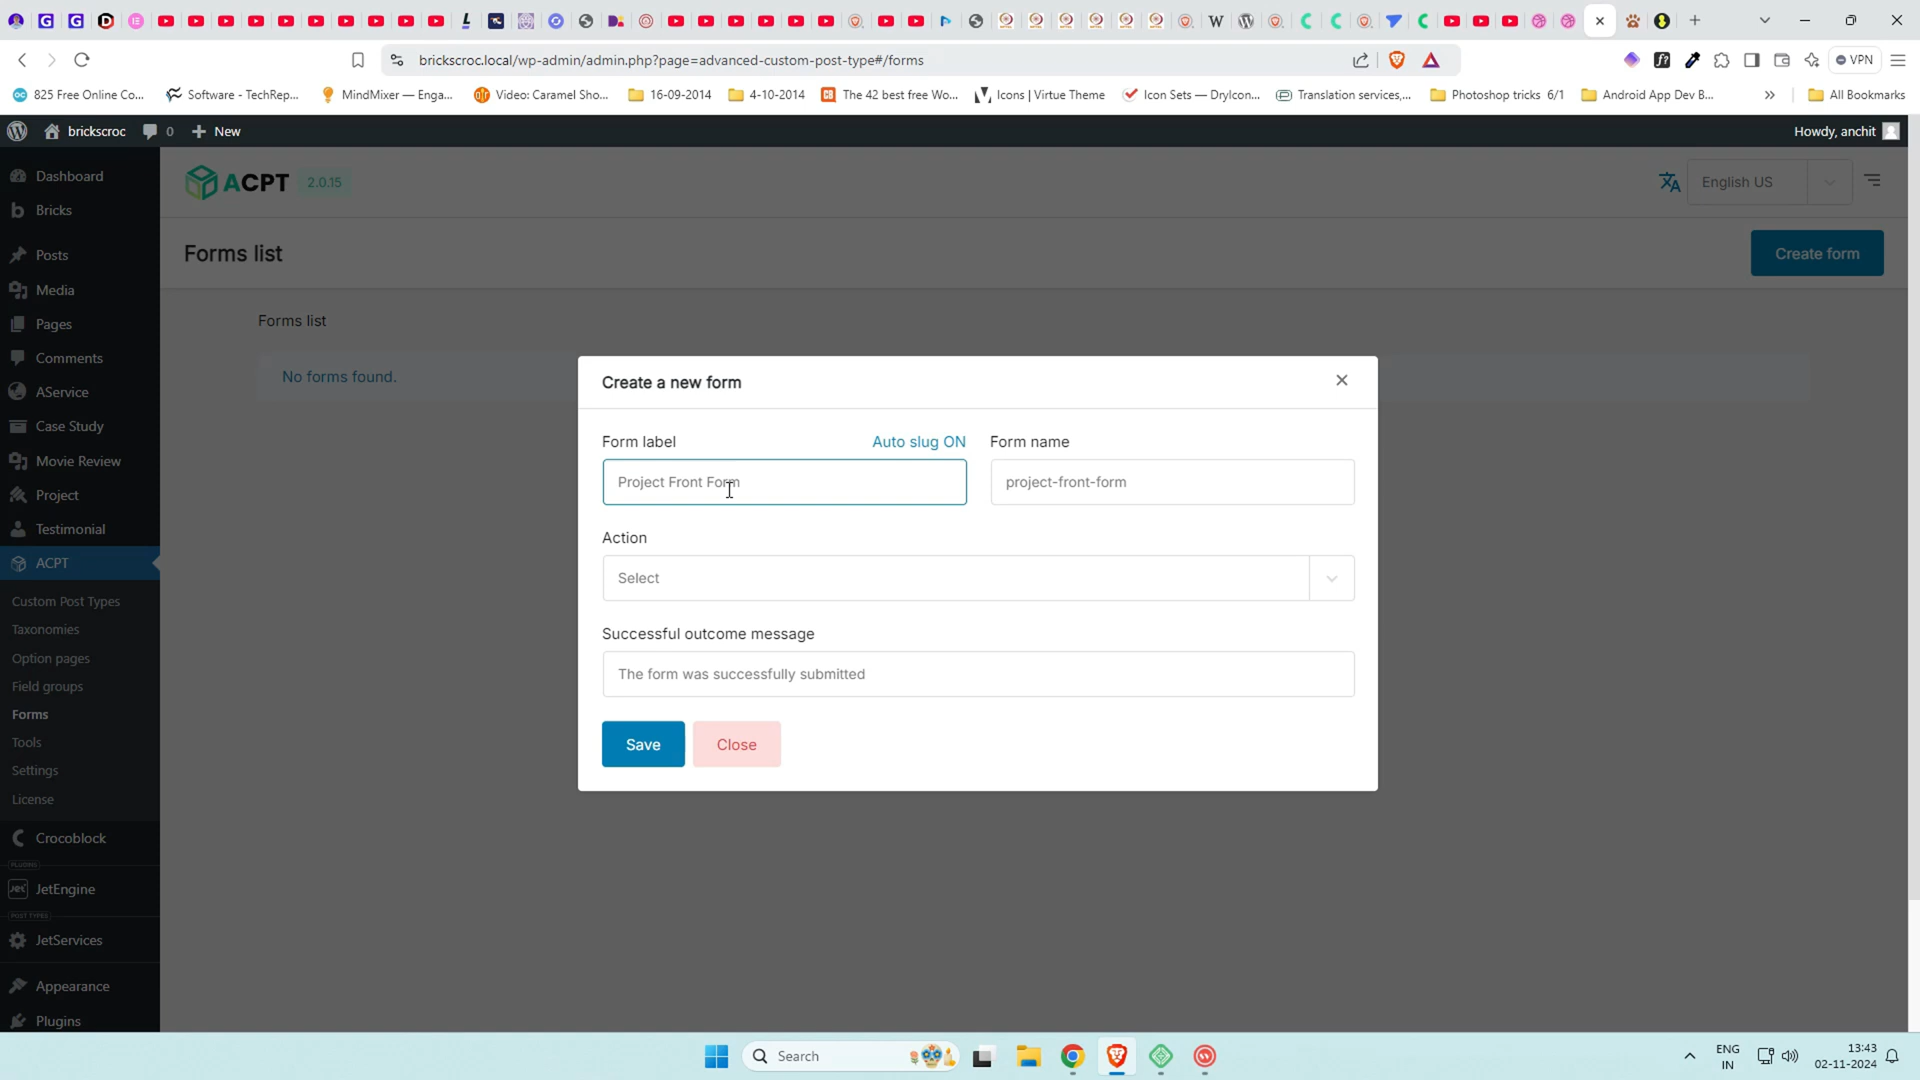 brickscroc.local/wp-admin/admin.php?page=advanced-custom-post-type#/forms
VPN
825 Free Online Co...
Software - TechRep...
MindMixer — Enga...
Video: Caramel Sho...
16-09-2014
4-10-2014
The 42 best free Wo...
Icons | Virtue Theme
Icon Sets — DryIcon...
Translation services,...
Photoshop tricks 6/1
Android App Dev B...
All Bookmarks
brickscroc
0
New
Howdy, anchit
Dashboard
Bricks
Posts
Media
Pages
Comments
AService
Case Study
Movie Review
Project
Testimonial
ACPT
Custom Post Types
Taxonomies
Option pages
Field groups
Forms
Tools
Settings
License
Crocoblock
PLUGINS
JetEngine
POST TYPES
JetServices
Appearance
Plugins
ACPT
2.0.15
English US
Forms list
Create form
Forms list
No forms found.
Create a new form
Form label
Auto slug ON
Form name
Project Front Form
project-front-form
Action
Select
Successful outcome message
The form was successfully submitted
Save
Close
Search
ENG
IN
13:43
02-11-2024